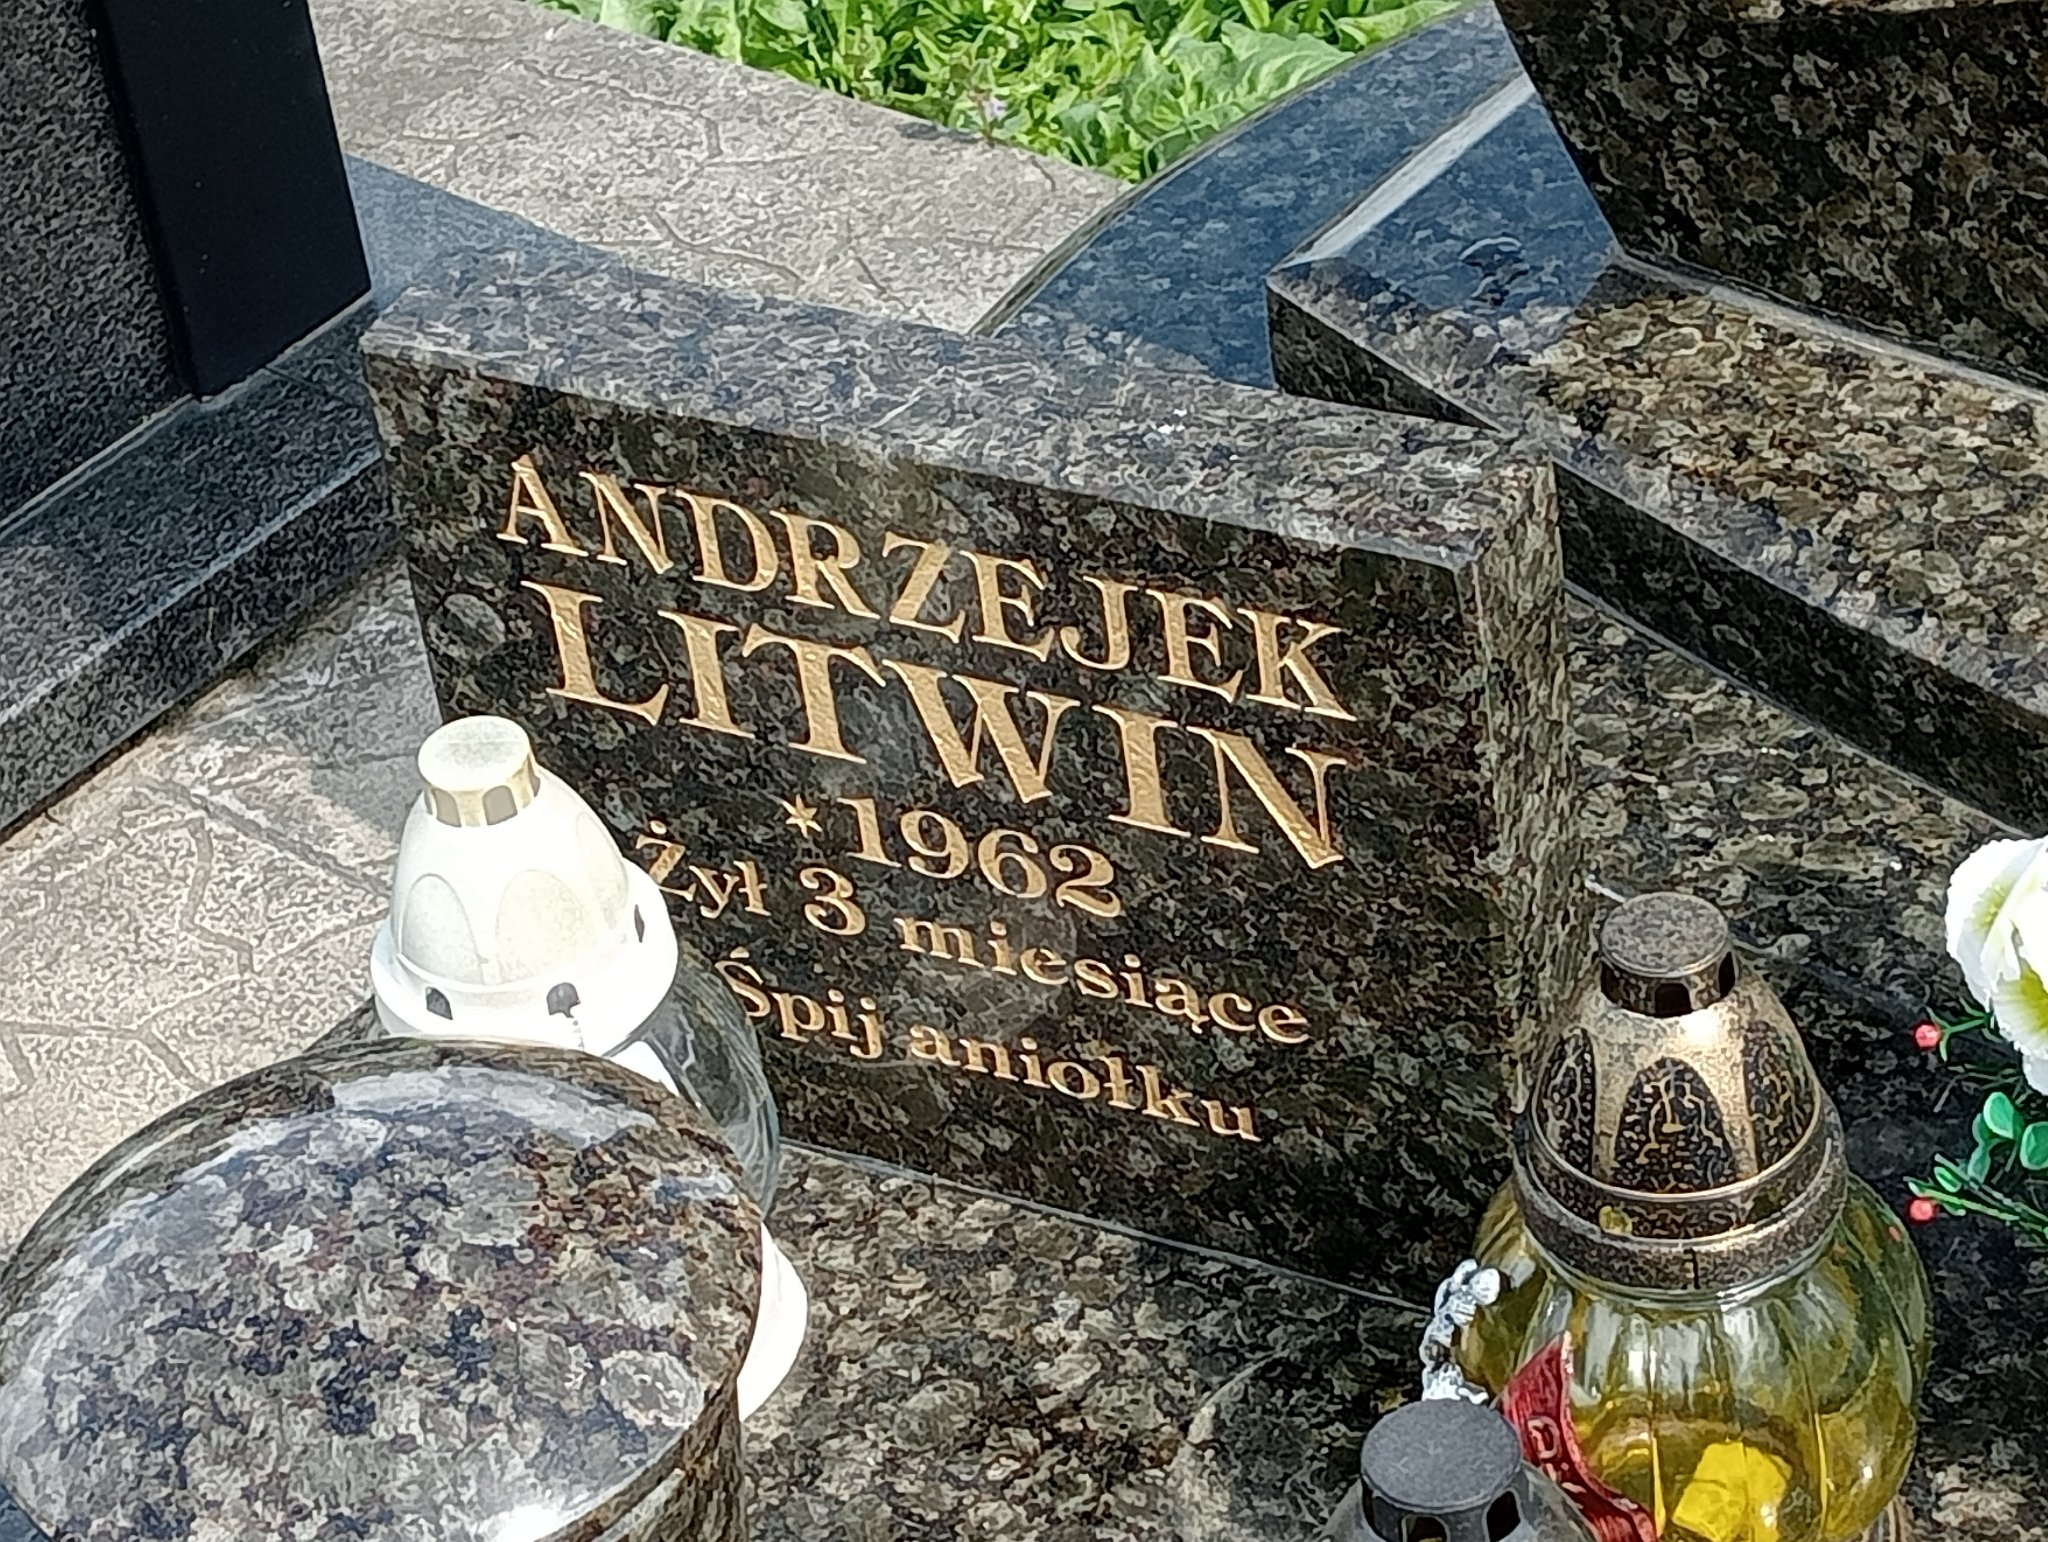 ANDRZEJEK
LITWIN
*1962
Żył 3 miesiące
Śpij aniołku